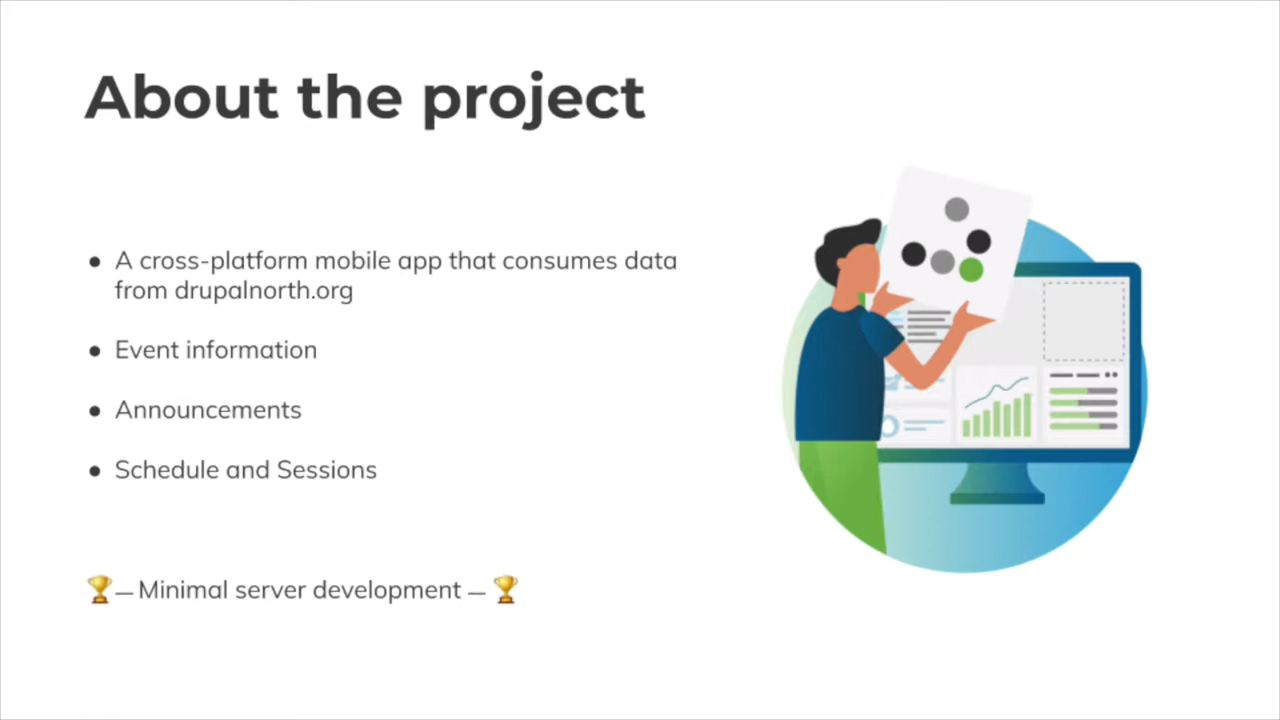 About the project
● A cross-platform mobile app that consumes data
from drupalnorth.org
● Event information
● Announcements
● Schedule and Sessions
🏆— Minimal server development — 🏆